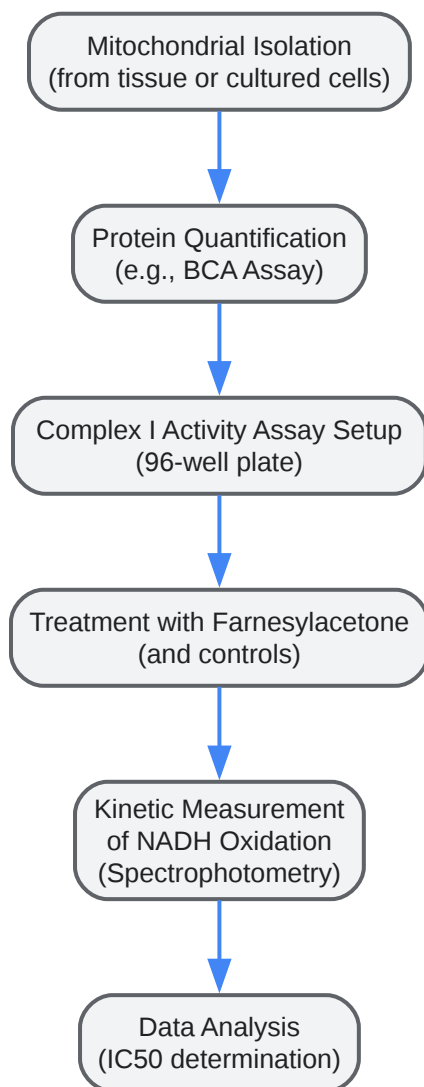 Mitochondrial Isolation
(from tissue or cultured cells)
Protein Quantification
(e.g., BCA Assay)
Complex I Activity Assay Setup
(96-well plate)
Treatment with Farnesylacetone
(and controls)
Kinetic Measurement
of NADH Oxidation
(Spectrophotometry)
Data Analysis
(IC50 determination)